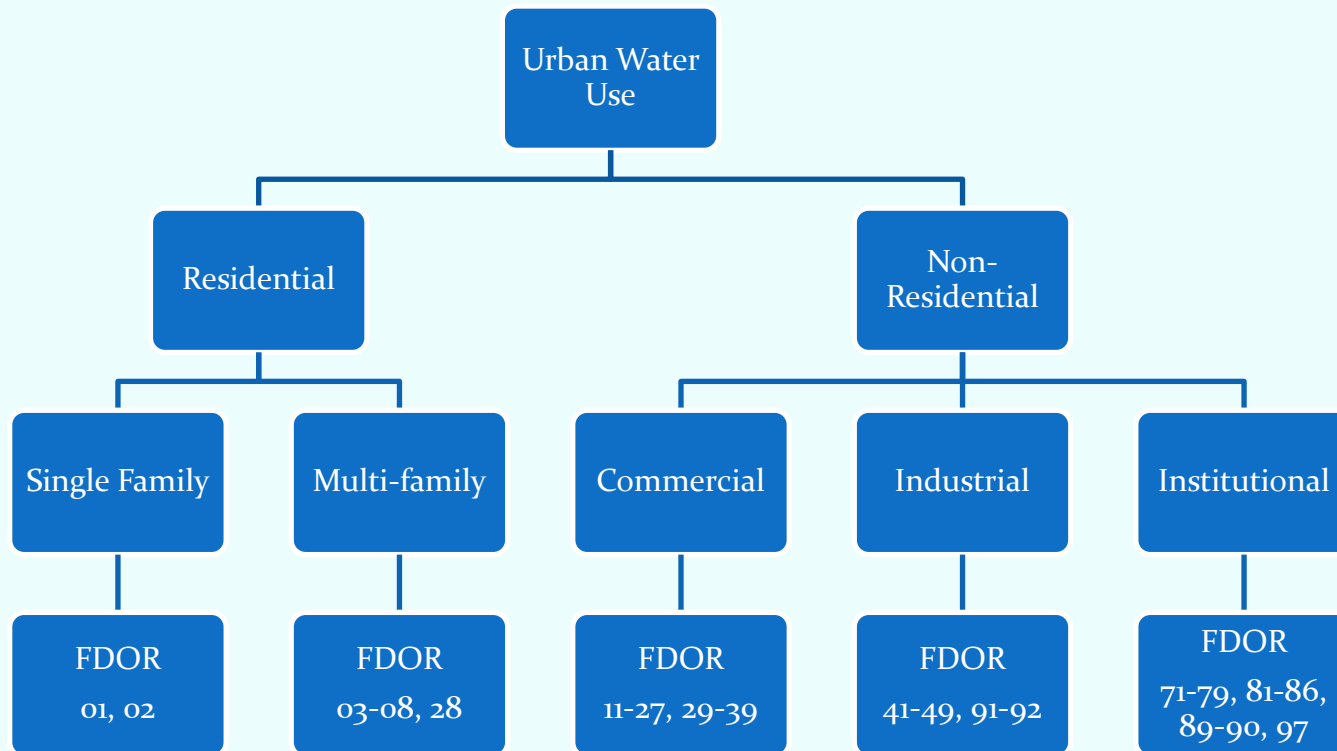 Urban Water
Use
Residential
Non-
Residential
Single Family
Multi-family
Commercial
Industrial
Institutional
FDOR
01, 02
FDOR
03-08, 28
FDOR
11-27, 29-39
FDOR
41-49, 91-92
FDOR
71-79, 81-86,
89-90, 97